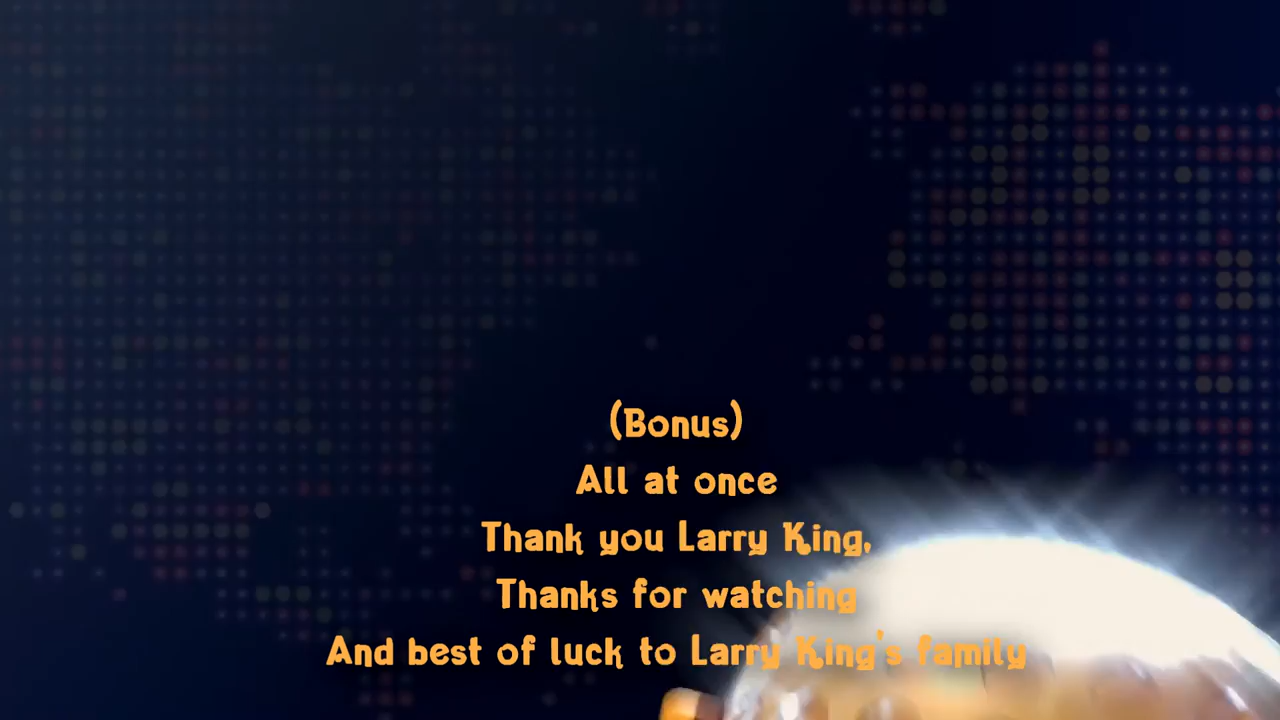 (Bonus)
All at once
Thank you Larry King,
Thanks for watching
And best of luck to Larry King's family